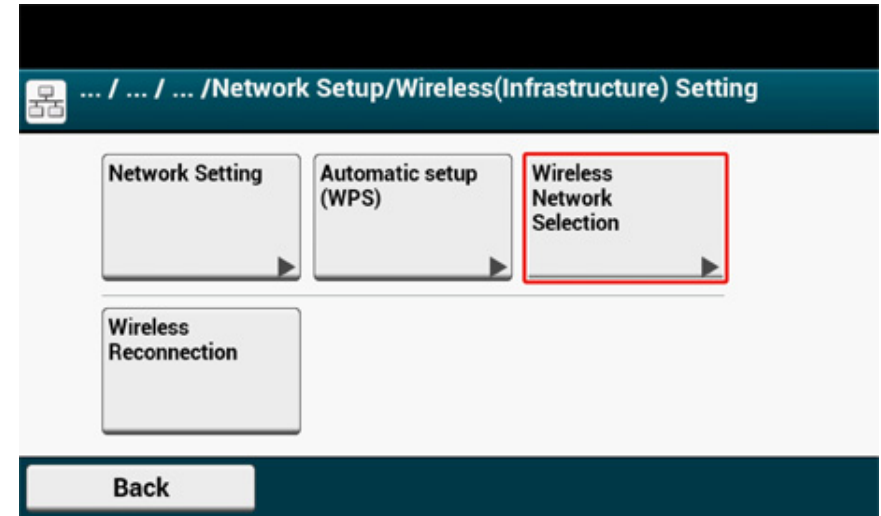 ... / ... / ... /Network Setup/Wireless(Infrastructure) Setting
Network Setting
Automatic setup
(WPS)
Wireless
Network
Selection
Wireless
Reconnection
Back